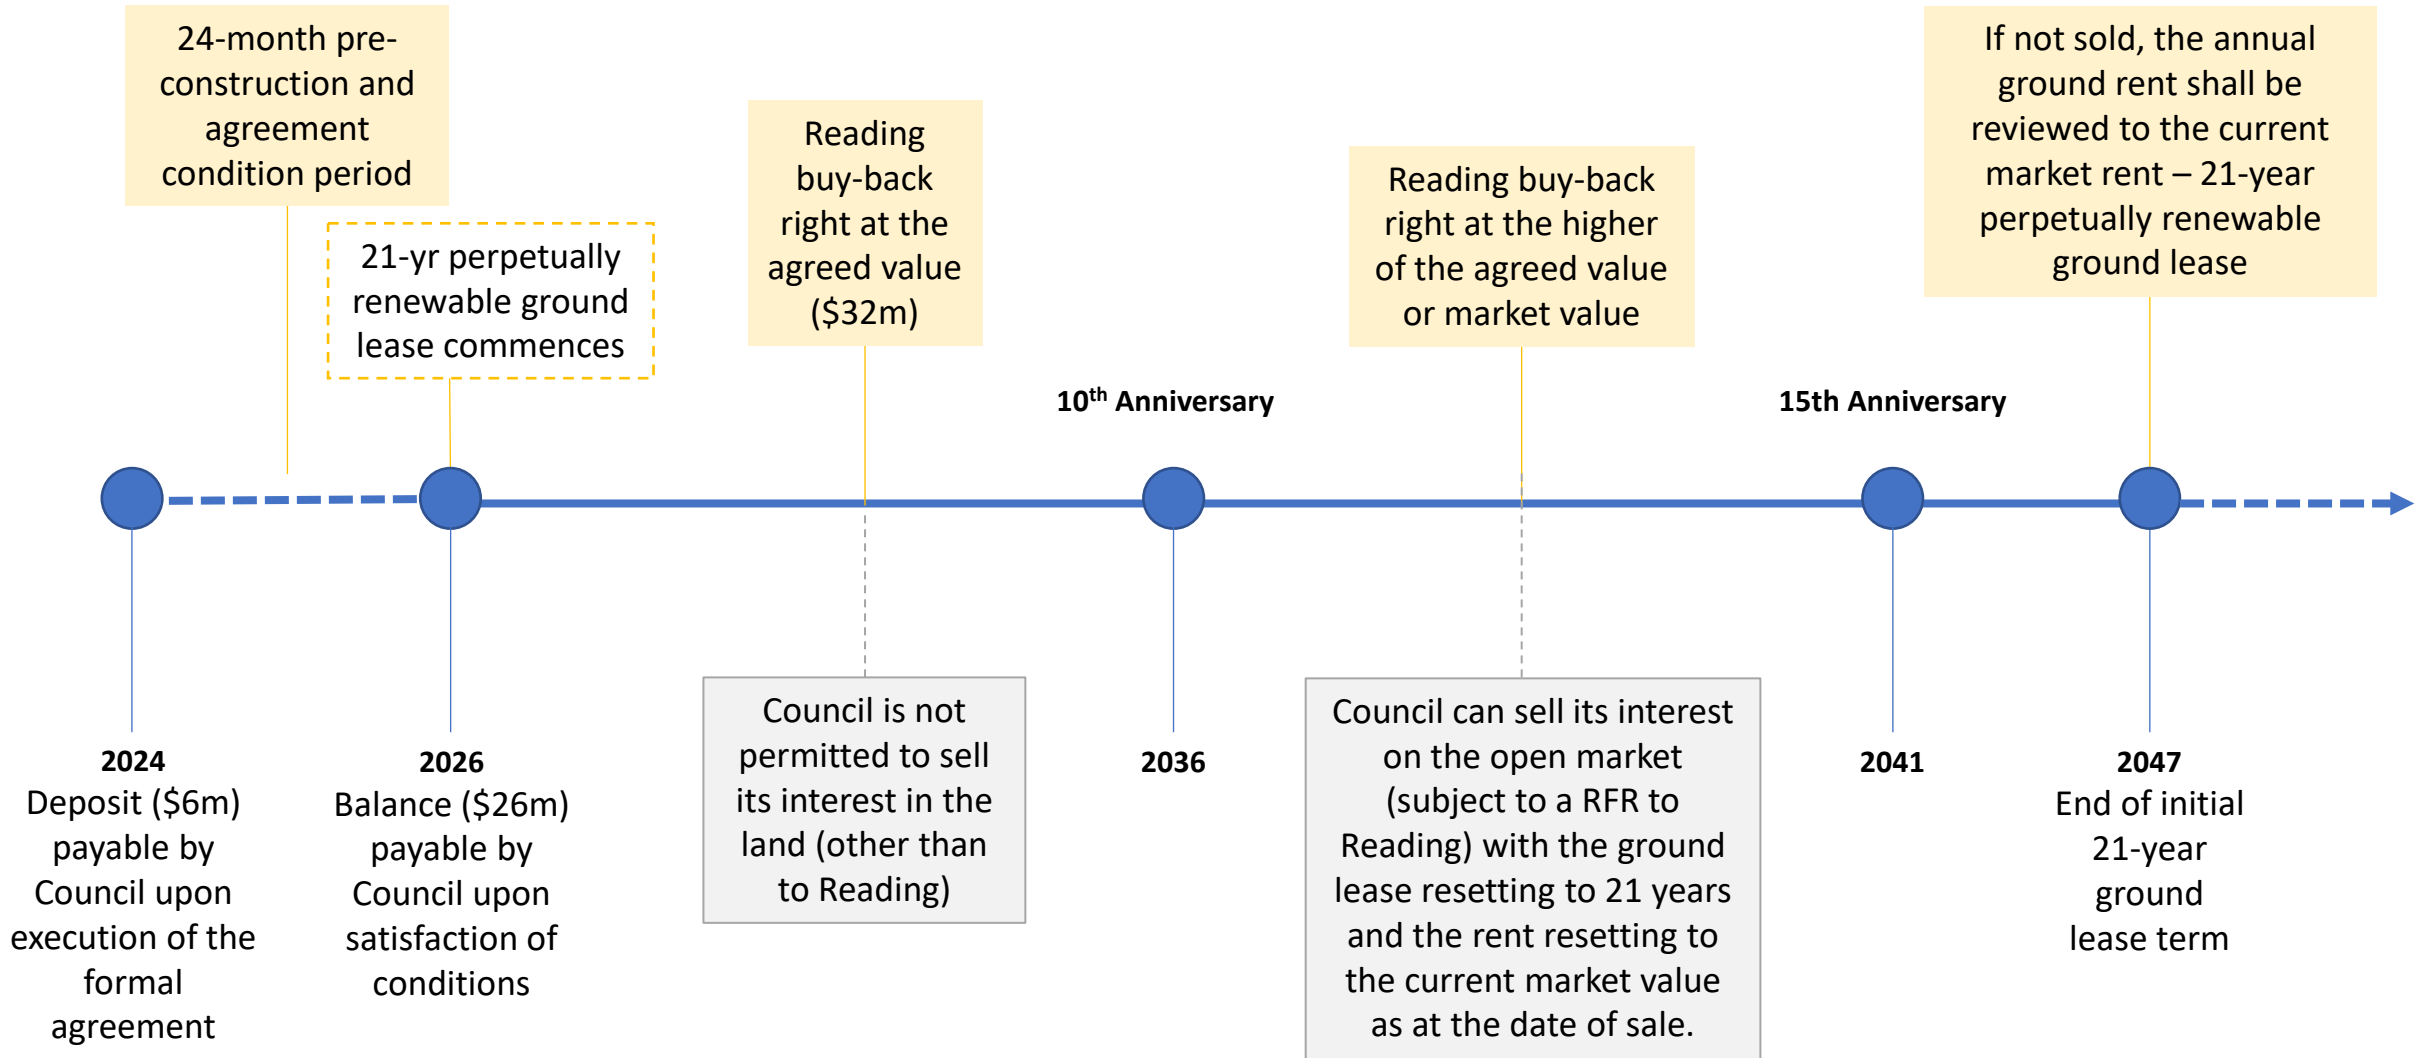 24-month pre-
construction and
agreement
condition period
21-yr perpetually
renewable ground
lease commences
Reading
buy-back
right at the
agreed value
($32m)
10th Anniversary
Reading buy-back
right at the higher
of the agreed value
or market value
15th Anniversary
If not sold, the annual
ground rent shall be
reviewed to the current
market rent – 21-year
perpetually renewable
ground lease
2024
Deposit ($6m)
payable by
Council upon
execution of the
formal
agreement
2026
Balance ($26m)
payable by
Council upon
satisfaction of
conditions
Council is not
permitted to sell
its interest in the
land (other than
to Reading)
2036
Council can sell its interest
on the open market
(subject to a RFR to
Reading) with the ground
lease resetting to 21 years
and the rent resetting to
the current market value
as at the date of sale.
2041
2047
End of initial
21-year
ground
lease term